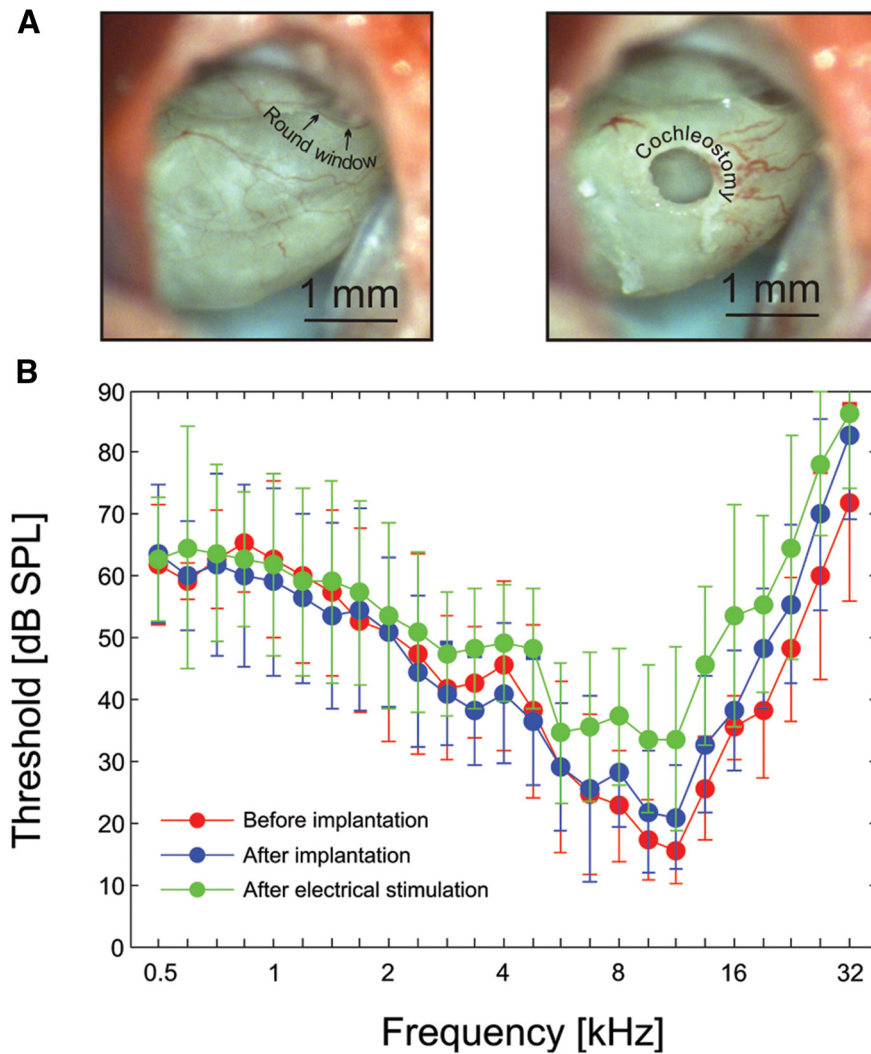 A
Round window
1 mm
Cochleostomy
1 mm
B
90
80
70
60
50
40
30
20
10
0
Threshold [dB SPL]
Before implantation
After implantation
After electrical stimulation
0.5 1 2 4 8 16 32
Frequency [kHz]